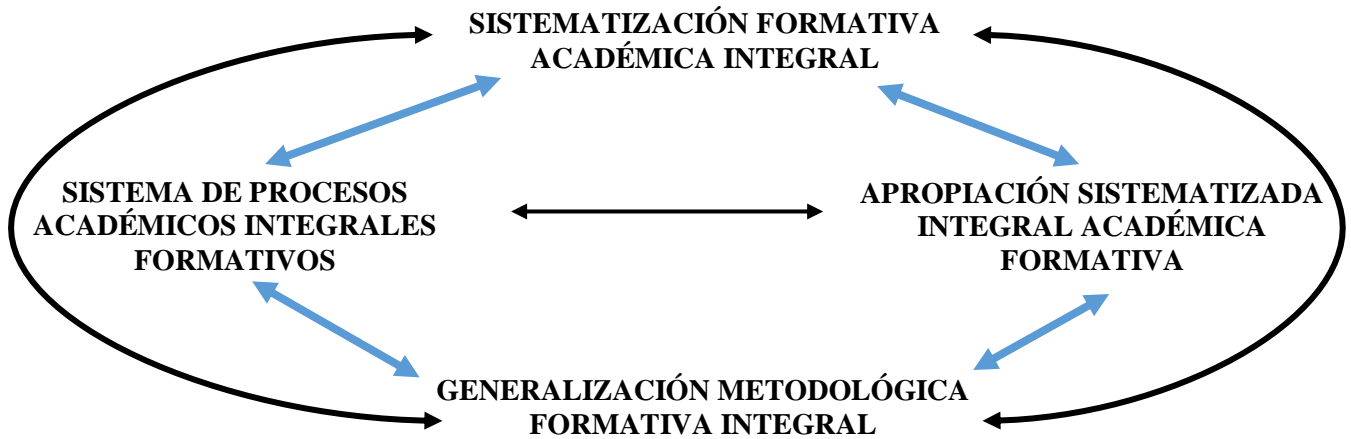 SISTEMATIZACIÓN FORMATIVA
ACADÉMICA INTEGRAL
SISTEMA DE PROCESOS
ACADÉMICOS INTEGRALES
FORMATIVOS
APROPIACIÓN SISTEMATIZADA
INTEGRAL ACADÉMICA
FORMATIVA
GENERALIZACIÓN METODOLÓGICA
FORMATIVA INTEGRAL